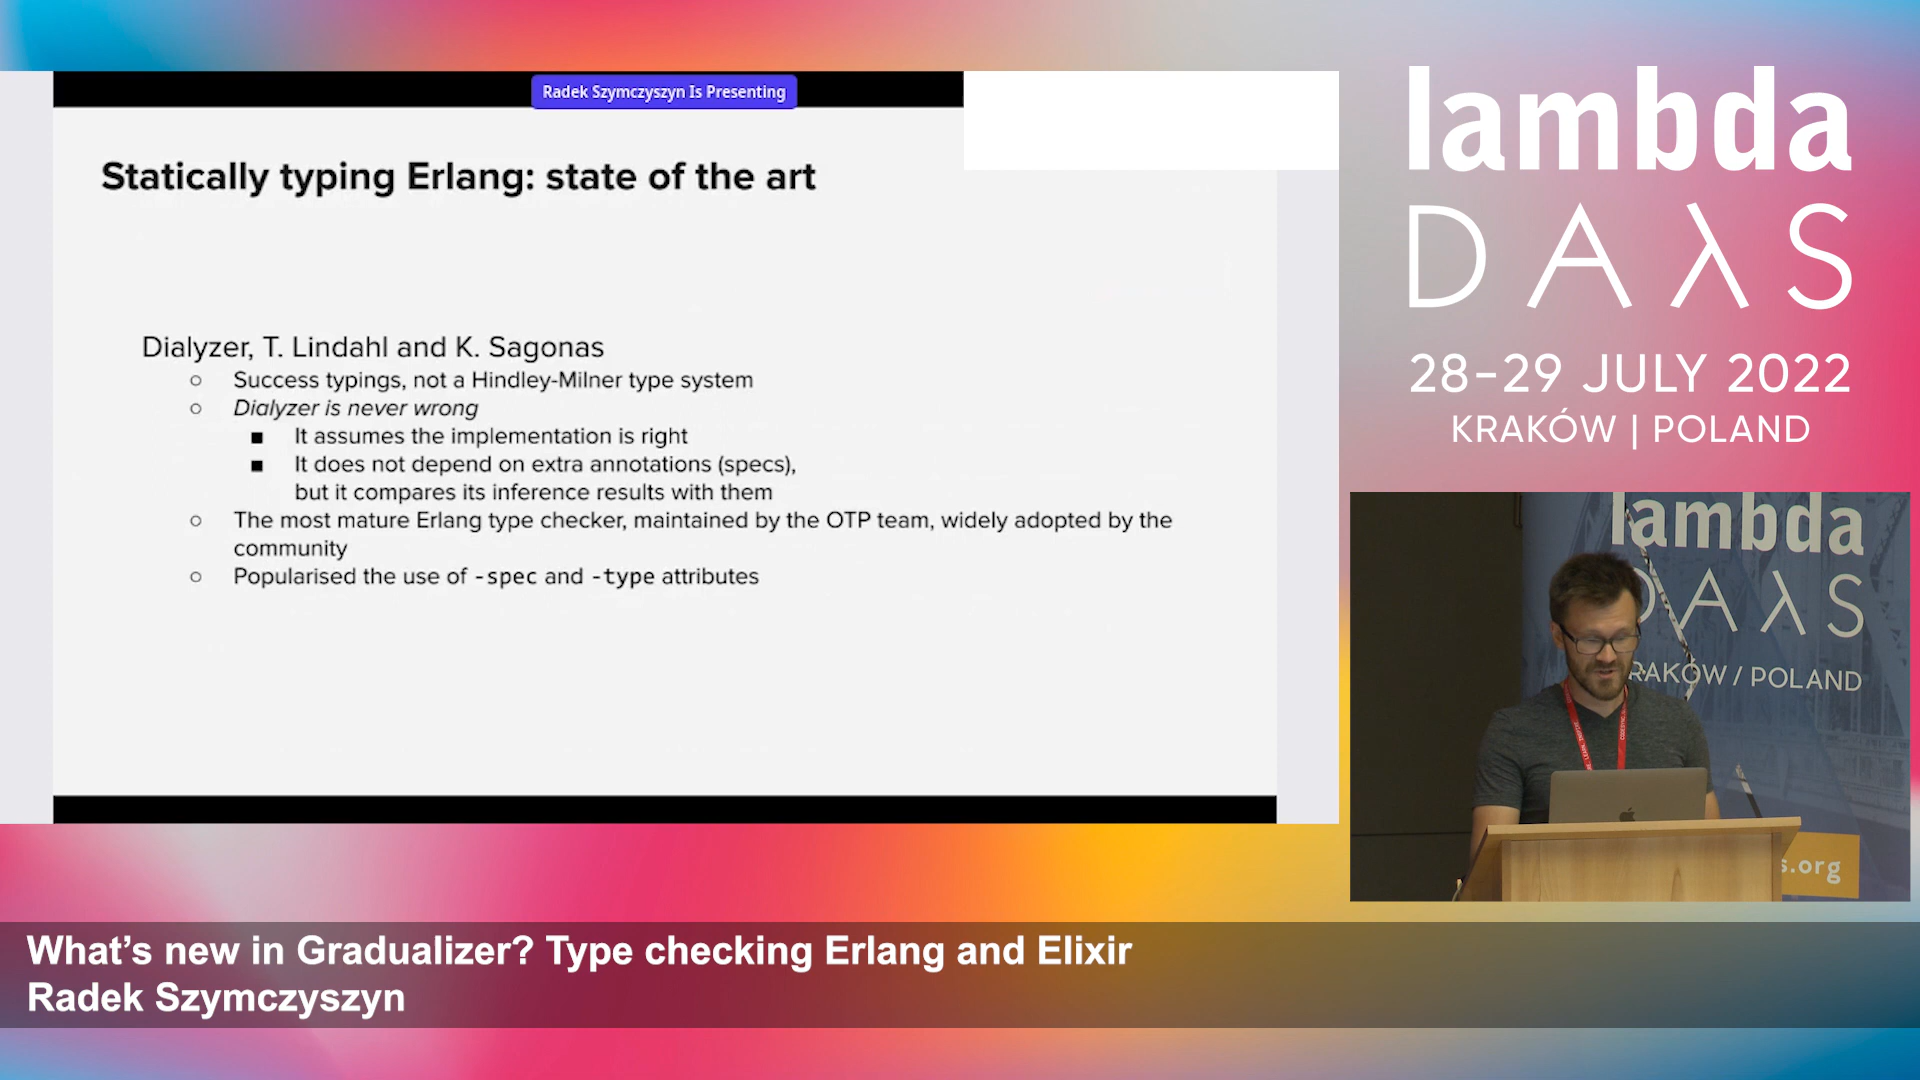 Radek Szymczyszyn Is Presenting
Statically typing Erlang: state of the art
Dialyzer, T. Lindahl and K. Sagonas
○ Success typings, not a Hindley-Milner type system
○ Dialyzer is never wrong
■ It assumes the implementation is right
■ It does not depend on extra annotations (specs),
but it compares its inference results with them
○ The most mature Erlang type checker, maintained by the OTP team, widely adopted by the
community
○ Popularised the use of -spec and -type attributes
lambda
DAλS
28-29 JULY 2022
KRAKÓW | POLAND
lambda
DAλS
KRAKÓW / POLAND
s.org
What's new in Gradualizer? Type checking Erlang and Elixir
Radek Szymczyszyn